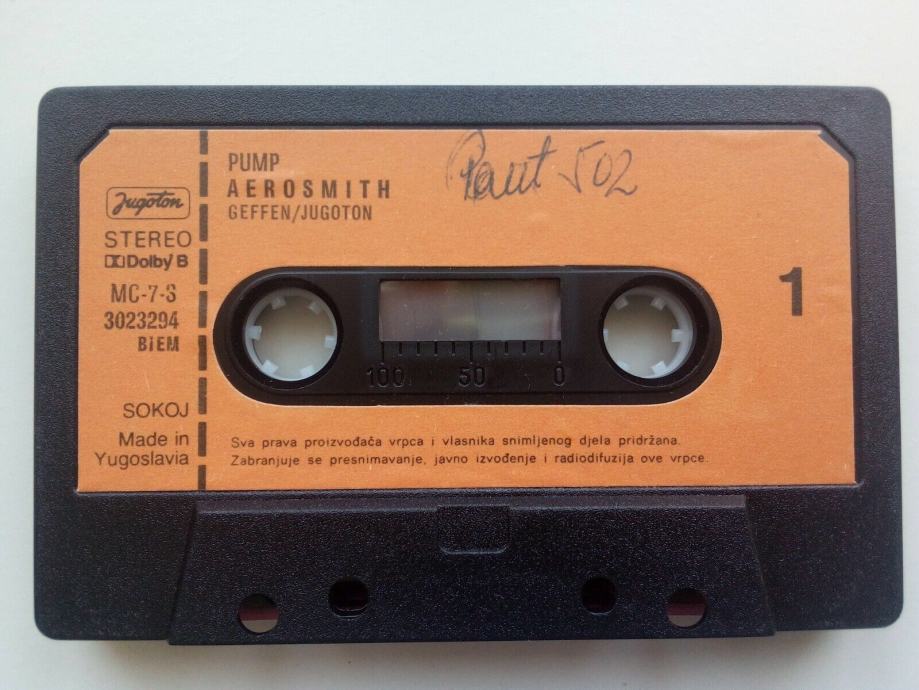 PUMP
AEROSMITH
GEFFEN/JUGOTON
502
Jugoton
STEREO
Dolby B
MC-7-S
3023294
BIEM
SOKOJ
Made in
Yugoslavia
1
100 50 0
Sva prava proizvođača vrpca i vlasnika snimljenog djela pridržana.
Zabranjuje se presnimavanje, javno izvođenje i radiodifuzija ove vrpce.